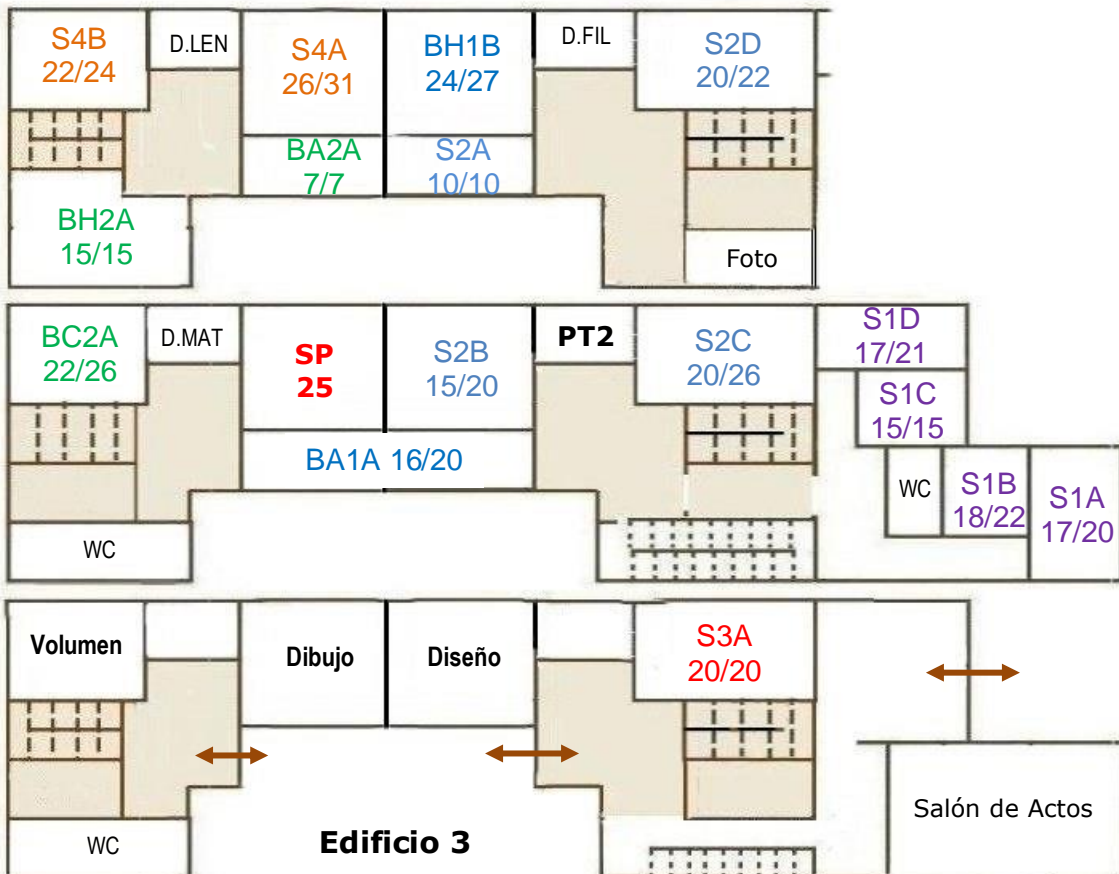 S4B
22/24
D.LEN
S4A
26/31
BH1B
24/27
D.FIL
S2D
20/22
BA2A
7/7
S2A
10/10
BH2A
15/15
Foto
BC2A
22/26
D.MAT
SP
25
S2B
15/20
PT2
S2C
20/26
S1D
17/21
S1C
15/15
BA1A 16/20
WC
S1B
18/22
S1A
17/20
WC
Volumen
Dibujo
Diseño
S3A
20/20
Salón de Actos
WC
Edificio 3